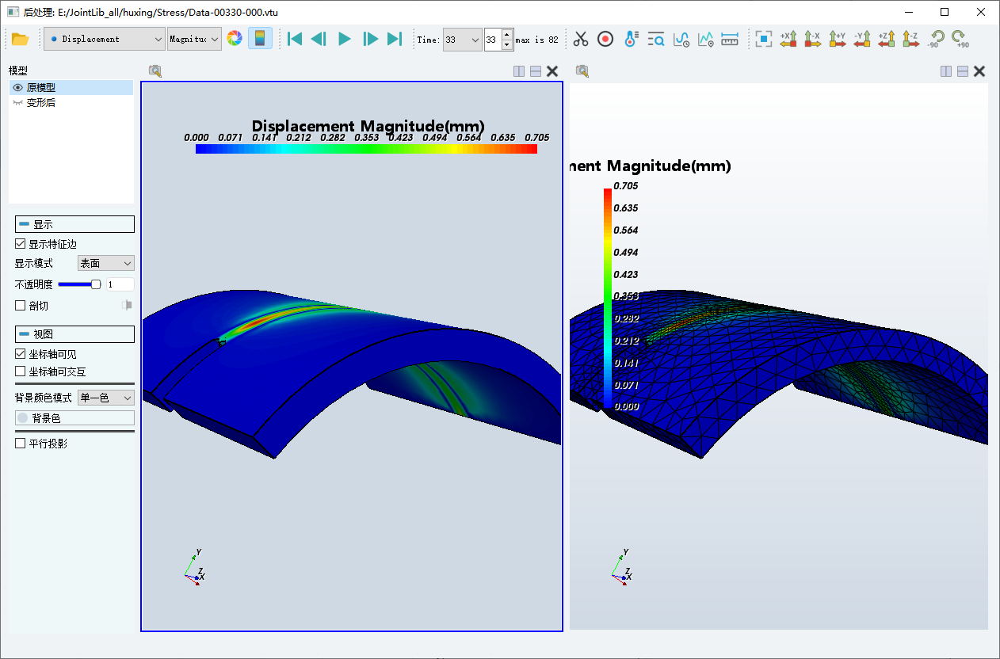 后处理: E:/JointLib_all/huxing/Stress/Data-00330-000.vtu
Displacement Magnituc Time: 33 33 max is 82 +X -X +Y -Y +Z -Z -90 +90
模型
原模型
变形后
显示
显示特征边
显示模式 表面
不透明度 1
剖切
视图
坐标轴可见
坐标轴可交互
背景颜色模式 单一色
背景色
平行投影
Displacement Magnitude(mm)
0.000 0.071 0.141 0.212 0.282 0.353 0.423 0.494 0.564 0.635 0.705
Y
Z
X
ment Magnitude(mm)
0.705
0.635
0.564
0.494
0.423
0.353
0.282
0.212
0.141
0.071
0.000
Y
Z
X